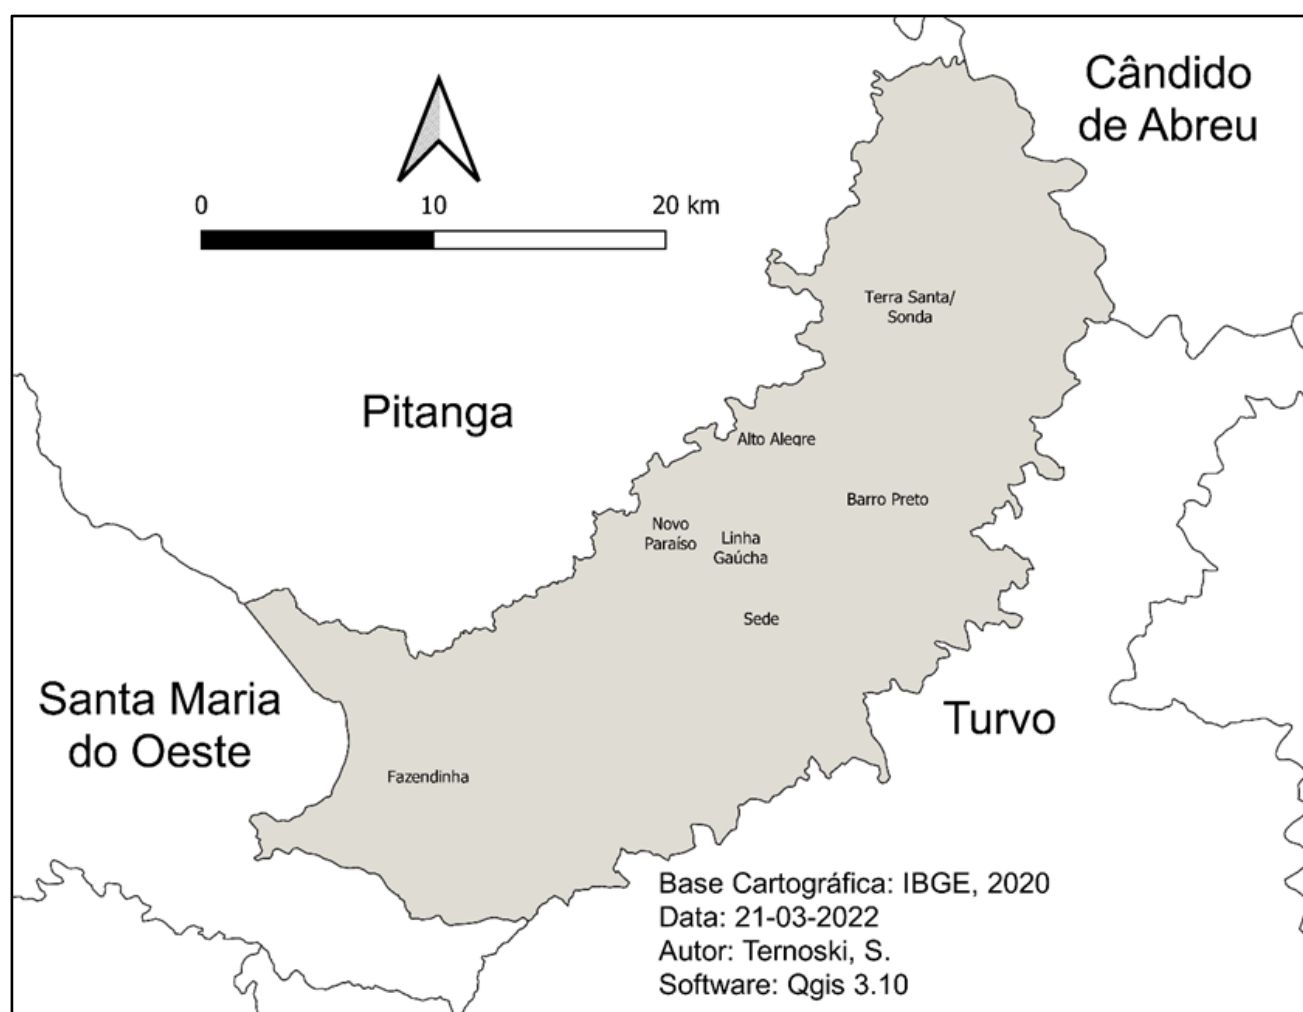 Cândido
de Abreu
0 10 20 km
Terra Santa/
Sonda
Pitanga
Alto Alegre
Barro Preto
Novo
Paraíso
Linha
Gaúcha
Sede
Santa Maria
do Oeste
Turvo
Fazendinha
Base Cartográfica: IBGE, 2020
Data: 21-03-2022
Autor: Ternoski, S.
Software: Qgis 3.10